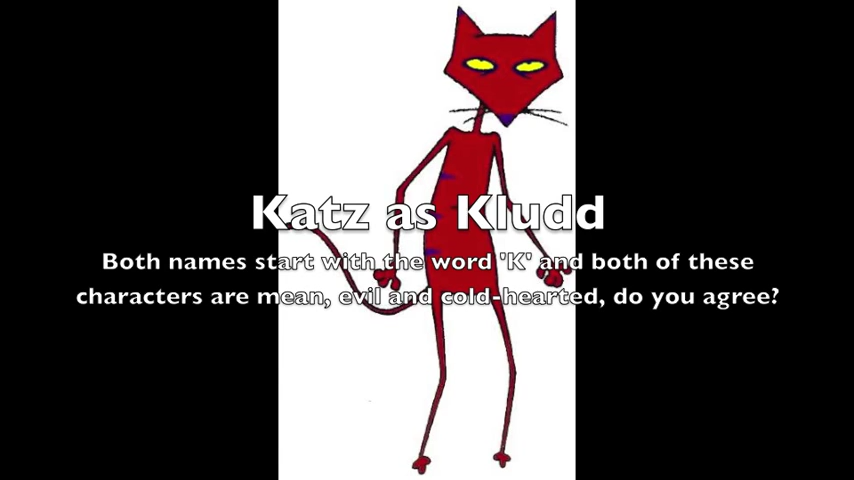 Katz as Kludd
Both names start with the word 'K' and both of these
characters are mean, evil and cold-hearted, do you agree?